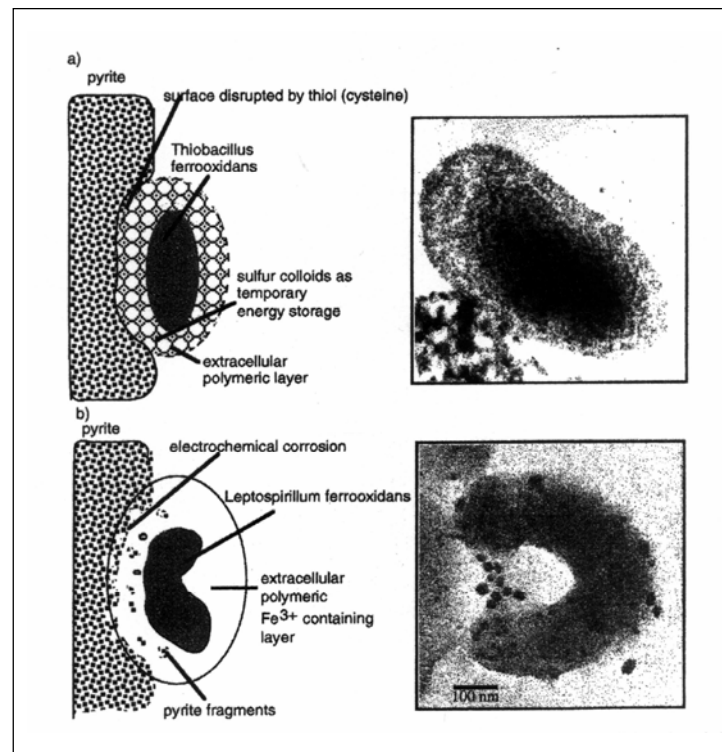 a)
pyrite
surface disrupted by thiol (cysteine)
Thiobacillus
ferrooxidans
sulfur colloids as
temporary
energy storage
extracellular
polymeric layer
b)
pyrite
electrochemical corrosion
Leptospirillum ferrooxidans
extracellular
polymeric
Fe3+ containing
layer
pyrite fragments
100 nm